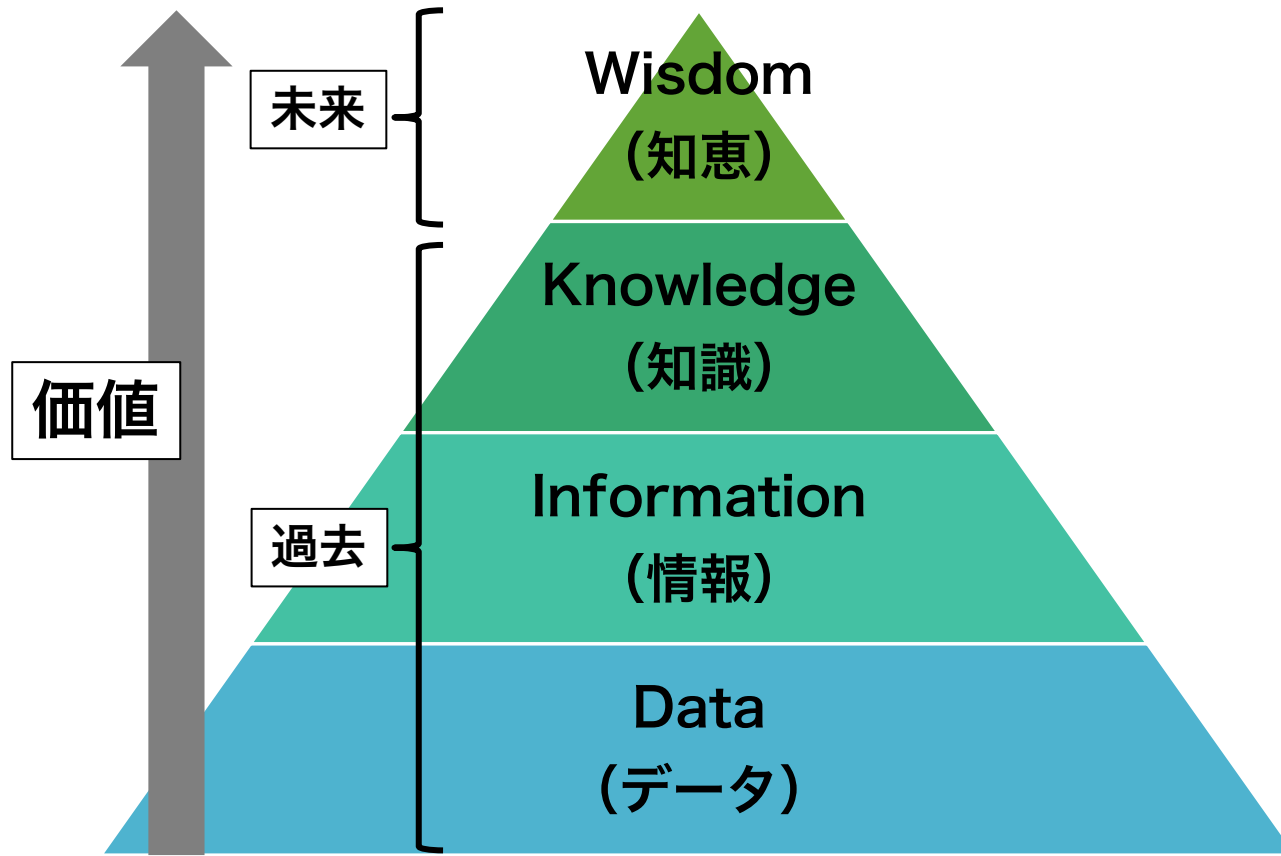 Wisdom
（知恵）
未来
Knowledge
（知識）
価値
Information
（情報）
過去
Data
（データ）